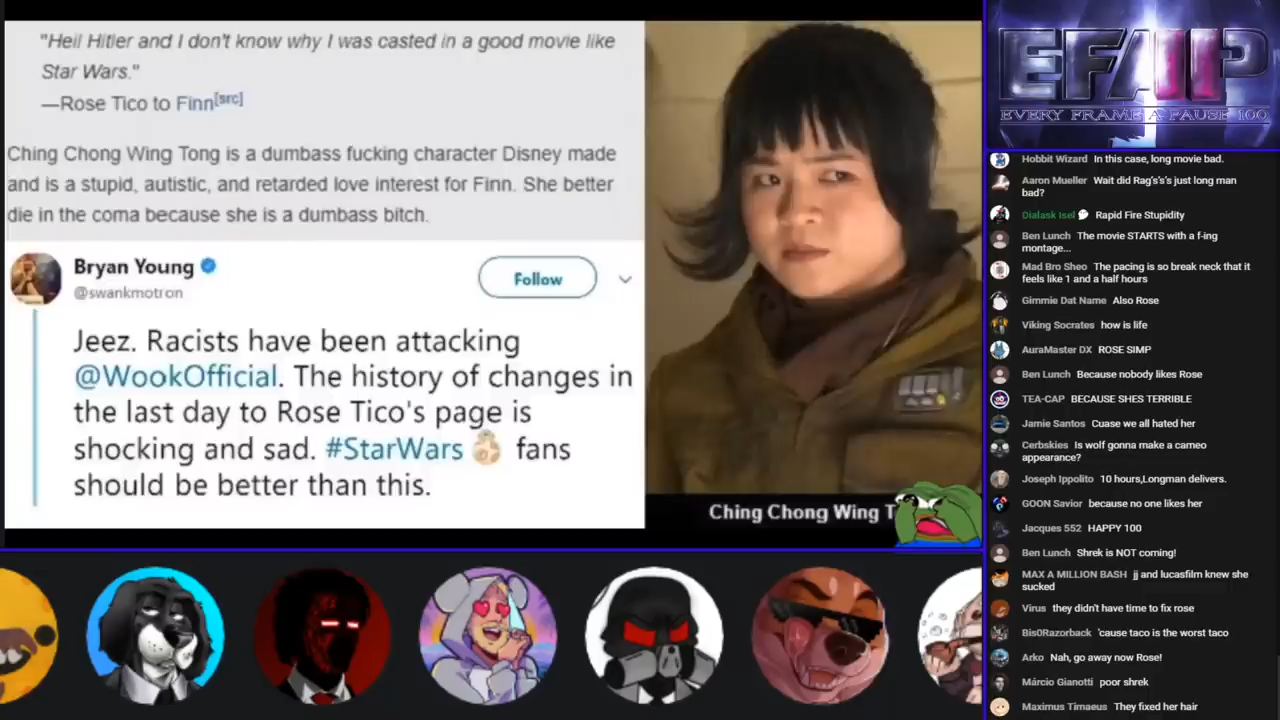 "Heil Hitler and I don't know why I was casted in a good movie like
Star Wars."
—Rose Tico to Finn[src]
Ching Chong Wing Tong is a dumbass fucking character Disney made
and is a stupid, autistic, and retarded love interest for Finn. She better
die in the coma because she is a dumbass bitch.
Bryan Young
@swankmotron
Follow
Jeez. Racists have been attacking
@WookOfficial. The history of changes in
the last day to Rose Tico's page is
shocking and sad. #StarWars fans
should be better than this.
Ching Chong Wing T
EFAP
EVERY FRAME A PAUSE 100
Hobbit Wizard In this case, long movie bad.
Aaron Mueller Wait did Rag's's's just long man
bad?
Dialask Isel Rapid Fire Stupidity
Ben Lunch The movie STARTS with a f-ing
montage...
Mad Bro Sheo The pacing is so break neck that it
feels like 1 and a half hours
Gimmie Dat Name Also Rose
Viking Socrates how is life
AuraMaster DX ROSE SIMP
Ben Lunch Because nobody likes Rose
TEA-CAP BECAUSE SHES TERRIBLE
Jamie Santos Cuase we all hated her
Cerbskies Is wolf gonna make a cameo
appearance?
Joseph Ippolito 10 hours,Longman delivers.
GOON Savior because no one likes her
Jacques 552 HAPPY 100
Ben Lunch Shrek is NOT coming!
MAX A MILLION BASH jj and lucasfilm knew she
sucked
Virus they didn't have time to fix rose
Bis0Razorback 'cause taco is the worst taco
Arko Nah, go away now Rose!
Márcio Gianotti poor shrek
Maximus Timaeus They fixed her hair